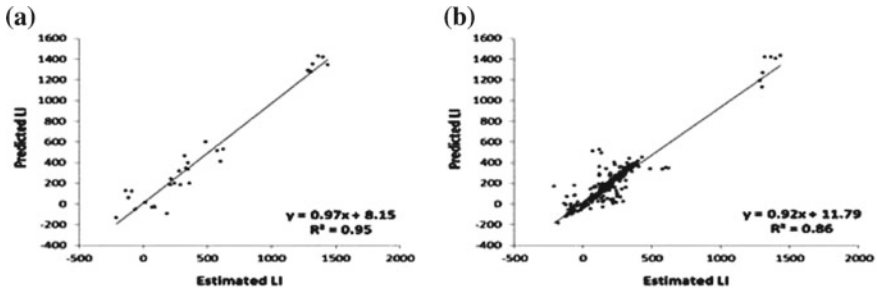 (a)
1600
1400
1200
1000
800
600
400
200
0
-200
-400
Predicted LI
-500 0 500 1000 1500 2000
Estimated LI
y = 0.97x + 8.15
R² = 0.95
(b)
1600
1400
1200
1000
800
600
400
200
0
-200
-400
Predicted LI
-500 0 500 1000 1500 2000
Estimated LI
y = 0.92x + 11.79
R² = 0.86